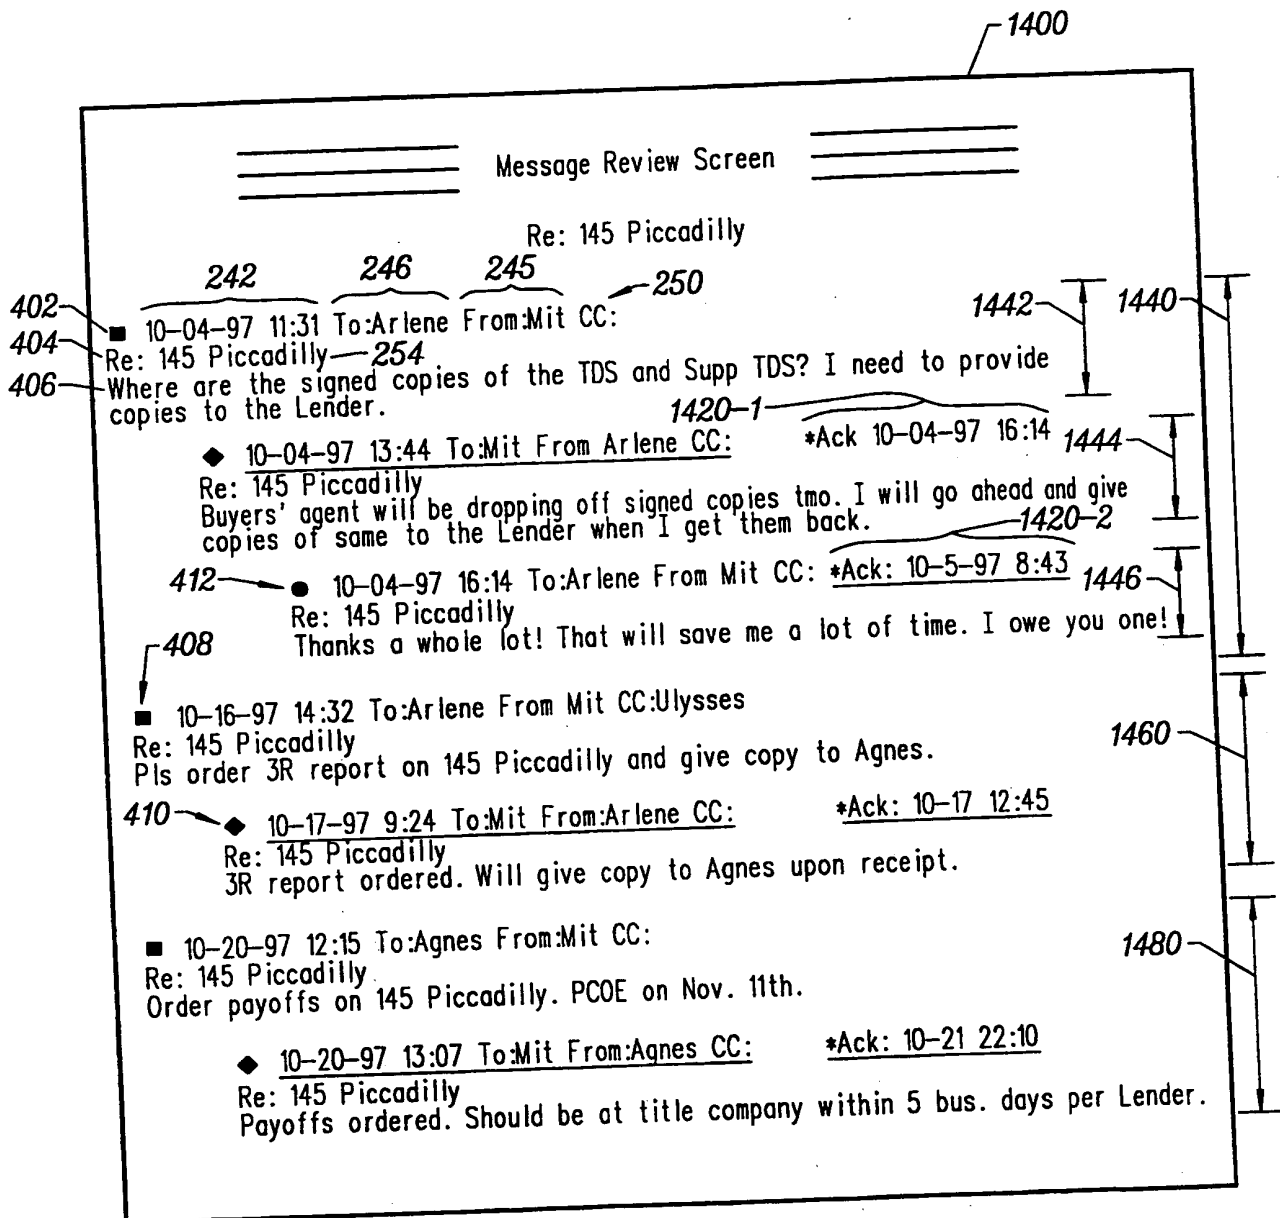 1400
Message Review Screen
Re: 145 Piccadilly
242 246 245 250
402 ■ 10-04-97 11:31 To:Arlene From:Mit CC: 1442 1440
404 Re: 145 Piccadilly 254
406 Where are the signed copies of the TDS and Supp TDS? I need to provide
copies to the Lender.
1420-1
◆ 10-04-97 13:44 To:Mit From Arlene CC: *Ack 10-04-97 16:14 1444
Re: 145 Piccadilly
Buyers' agent will be dropping off signed copies tmo. I will go ahead and give
copies of same to the Lender when I get them back. 1420-2
412 ● 10-04-97 16:14 To:Arlene From Mit CC: *Ack: 10-5-97 8:43 1446
Re: 145 Piccadilly
Thanks a whole lot! That will save me a lot of time. I owe you one!
408
■ 10-16-97 14:32 To:Arlene From Mit CC:Ulysses
Re: 145 Piccadilly
Pls order 3R report on 145 Piccadilly and give copy to Agnes. 1460
410 ◆ 10-17-97 9:24 To:Mit From:Arlene CC: *Ack: 10-17 12:45
Re: 145 Piccadilly
3R report ordered. Will give copy to Agnes upon receipt.
■ 10-20-97 12:15 To:Agnes From:Mit CC: 1480
Re: 145 Piccadilly
Order payoffs on 145 Piccadilly. PCOE on Nov. 11th.
◆ 10-20-97 13:07 To:Mit From:Agnes CC: *Ack: 10-21 22:10
Re: 145 Piccadilly
Payoffs ordered. Should be at title company within 5 bus. days per Lender.